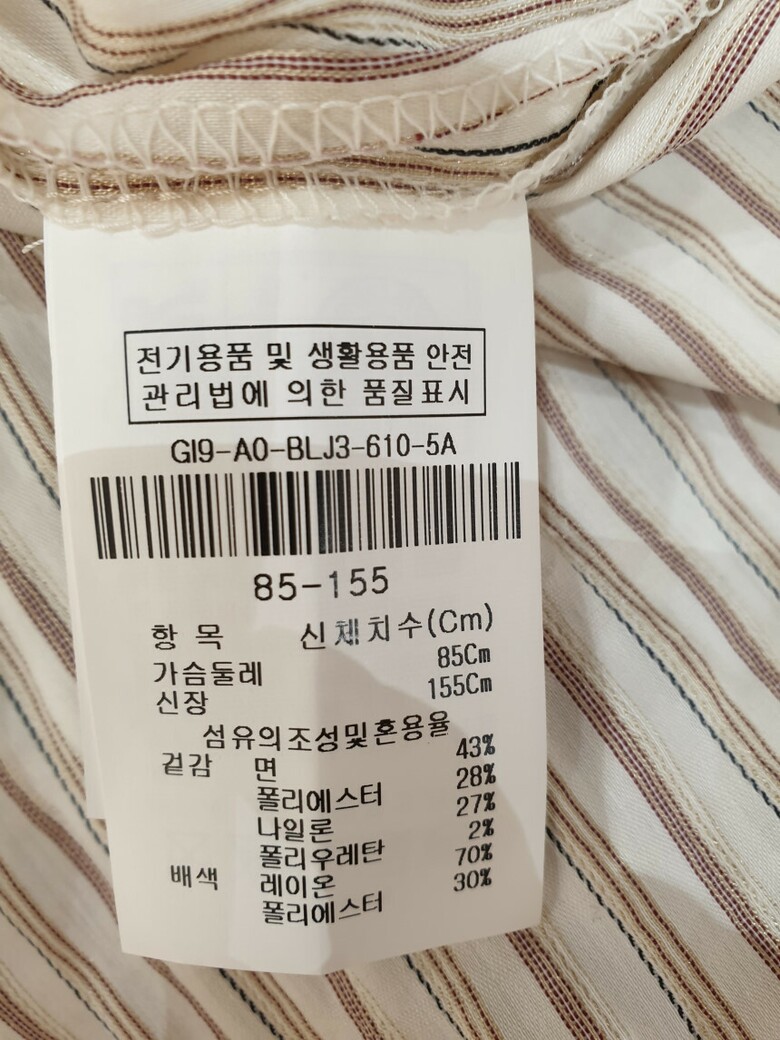 전기용품 및 생활용품 안전
관리법에 의한 품질표시
GI9-A0-BLJ3-610-5A
85-155
항 목 신체치수(Cm)
가슴둘레 85Cm
신장 155Cm
섬유의조성및혼용율
겉감 면 43%
폴리에스터 28%
나일론 27%
폴리우레탄 2%
배색 레이온 70%
폴리에스터 30%